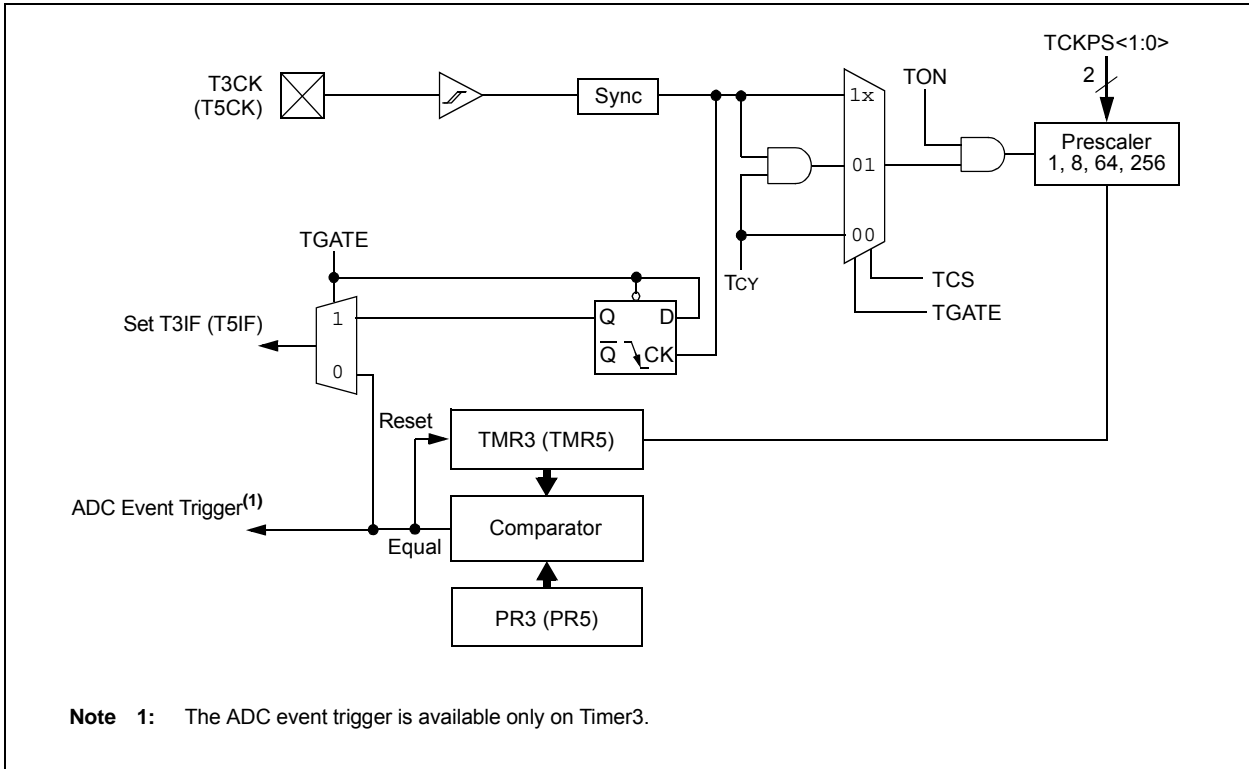 TCKPS<1:0>
2
T3CK
(T5CK)
Sync
1x
TON
Prescaler
1, 8, 64, 256
01
00
TGATE
TCY
TCS
TGATE
Set T3IF (T5IF)
1
0
Q D
Q CK
Reset
TMR3 (TMR5)
ADC Event Trigger(1)
Equal
Comparator
PR3 (PR5)
Note 1: The ADC event trigger is available only on Timer3.